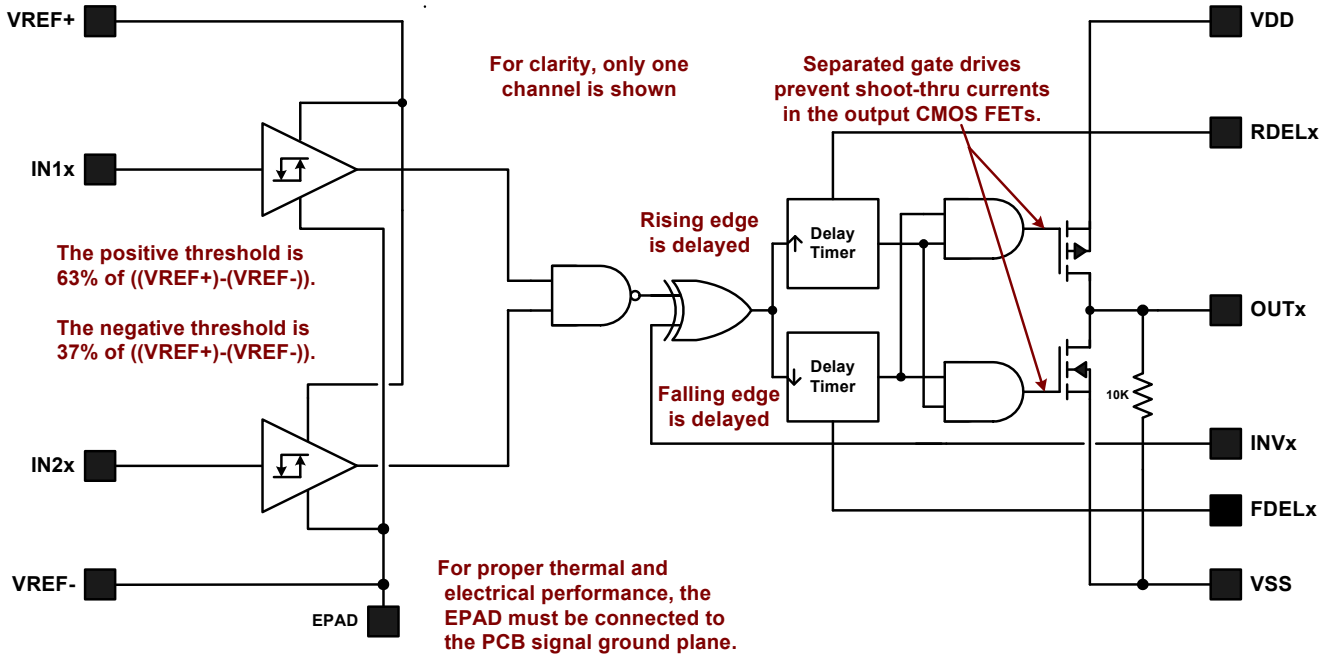 VREF+
VDD
For clarity, only one
channel is shown
Separated gate drives
prevent shoot-thru currents
in the output CMOS FETs.
RDELx
IN1x
Rising edge
is delayed
Delay
Timer
The positive threshold is
63% of ((VREF+)-(VREF-)).
OUTx
The negative threshold is
37% of ((VREF+)-(VREF-)).
Delay
Timer
Falling edge
is delayed
10K
INVx
IN2x
FDELx
VREF-
For proper thermal and
electrical performance, the
EPAD must be connected to
the PCB signal ground plane.
VSS
EPAD